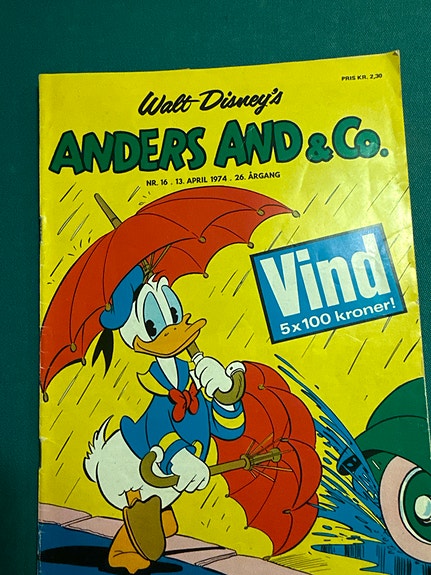 PRIS KR. 2,30
Walt Disney's
ANDERS AND & Co.
NR. 16 . 13. APRIL 1974 . 26. ÅRGANG
Vind
5x100 kroner!